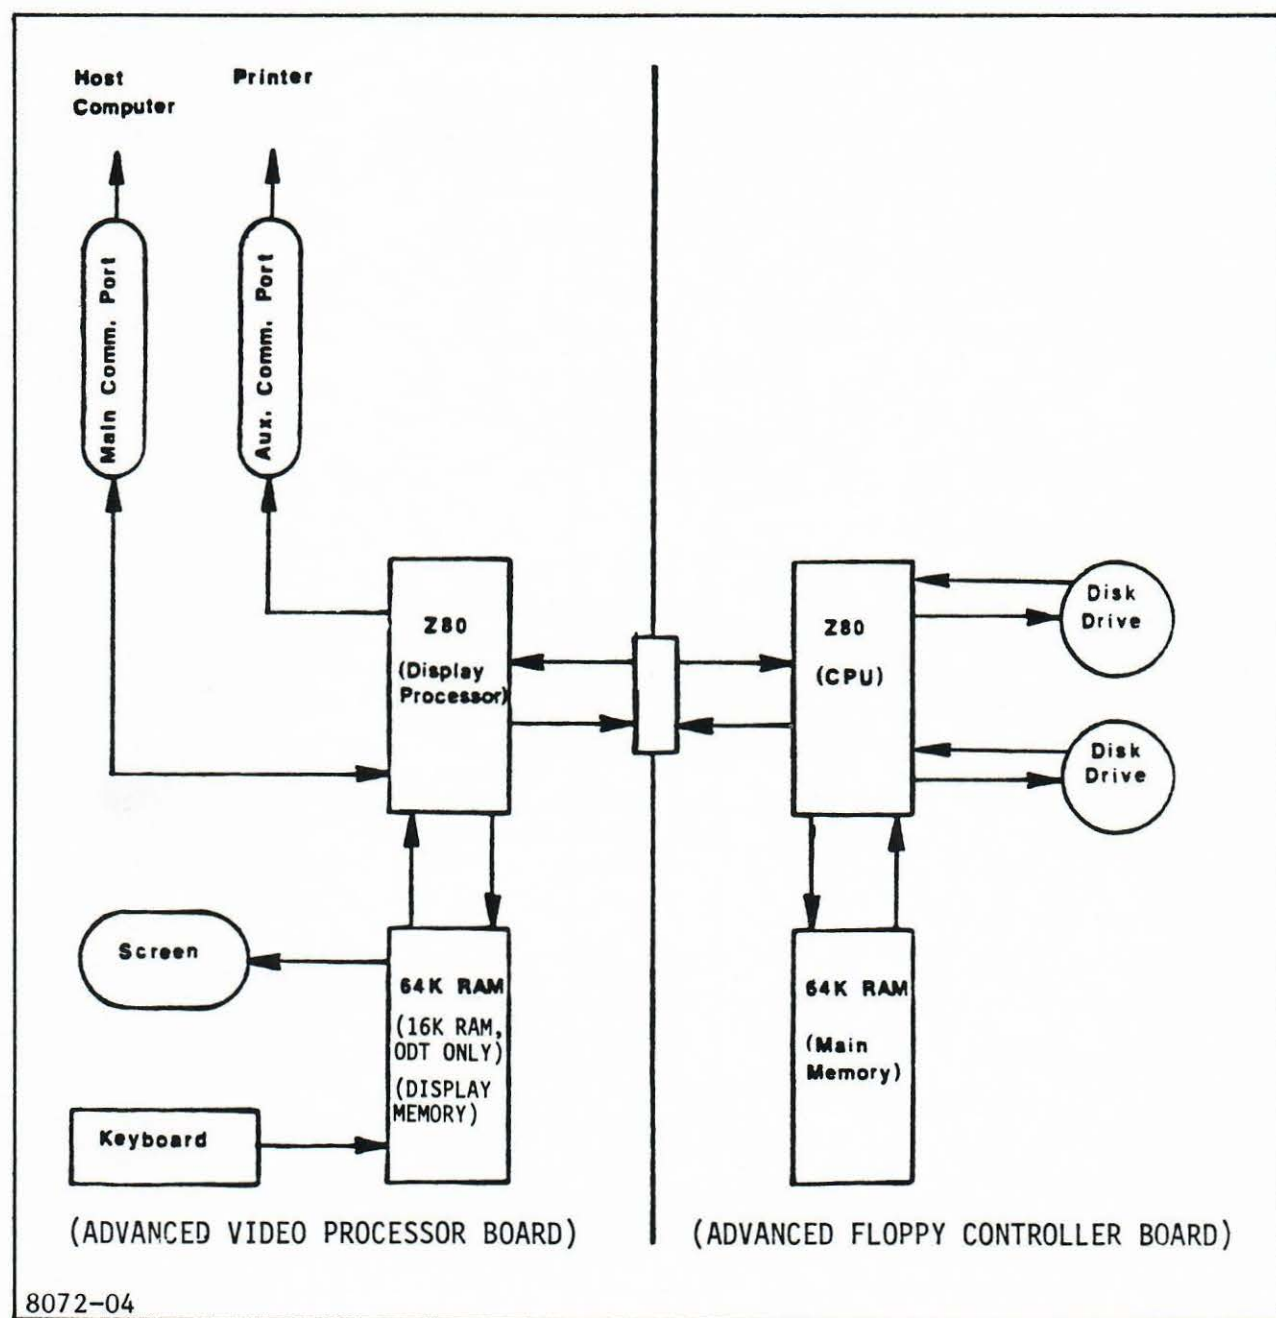 Host
Computer
Printer
Main Comm. Port
Aux. Comm. Port
Z80
(Display
Processor)
Z80
(CPU)
Disk
Drive
Disk
Drive
Screen
64K RAM
(16K RAM,
ODT ONLY)
(DISPLAY
MEMORY)
64K RAM
(Main
Memory)
Keyboard
(ADVANCED VIDEO PROCESSOR BOARD)
(ADVANCED FLOPPY CONTROLLER BOARD)
8072-04